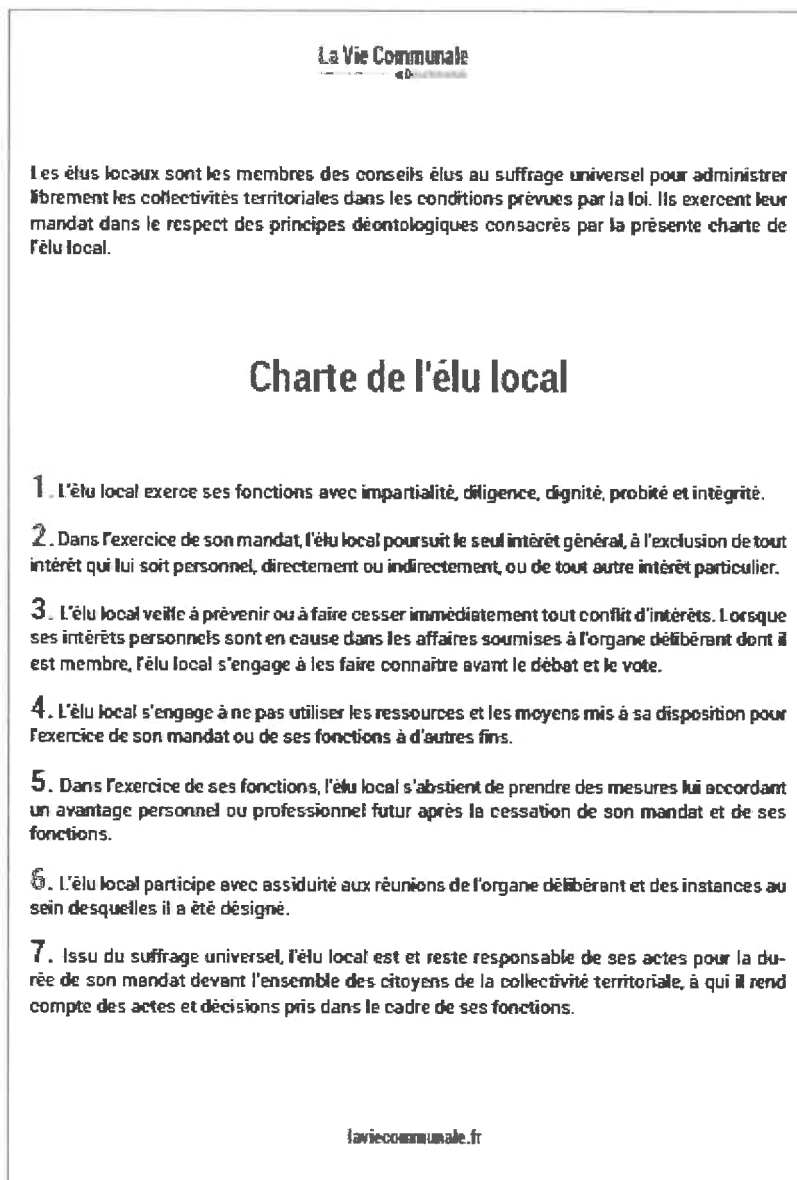 La Vie Communale
Les élus locaux sont les membres des conseils élus au suffrage universel pour administrer
librement les collectivités territoriales dans les conditions prévues par la loi. Ils exercent leur
mandat dans le respect des principes déontologiques consacrés par la présente charte de
l'élu local.
Charte de l'élu local
1. L'élu local exerce ses fonctions avec impartialité, diligence, dignité, probité et intégrité.
2. Dans l'exercice de son mandat, l'élu local poursuit le seul intérêt général, à l'exclusion de tout
intérêt qui lui soit personnel, directement ou indirectement, ou de tout autre intérêt particulier.
3. L'élu local veille à prévenir ou à faire cesser immédiatement tout conflit d'intérêts. Lorsque
ses intérêts personnels sont en cause dans les affaires soumises à l'organe délibérant dont il
est membre, l'élu local s'engage à les faire connaître avant le débat et le vote.
4. L'élu local s'engage à ne pas utiliser les ressources et les moyens mis à sa disposition pour
l'exercice de son mandat ou de ses fonctions à d'autres fins.
5. Dans l'exercice de ses fonctions, l'élu local s'abstient de prendre des mesures lui accordant
un avantage personnel ou professionnel futur après la cessation de son mandat et de ses
fonctions.
6. L'élu local participe avec assiduité aux réunions de l'organe délibérant et des instances au
sein desquelles il a été désigné.
7. Issu du suffrage universel, l'élu local est et reste responsable de ses actes pour la du-
rée de son mandat devant l'ensemble des citoyens de la collectivité territoriale, à qui il rend
compte des actes et décisions pris dans le cadre de ses fonctions.
laviecommunale.fr